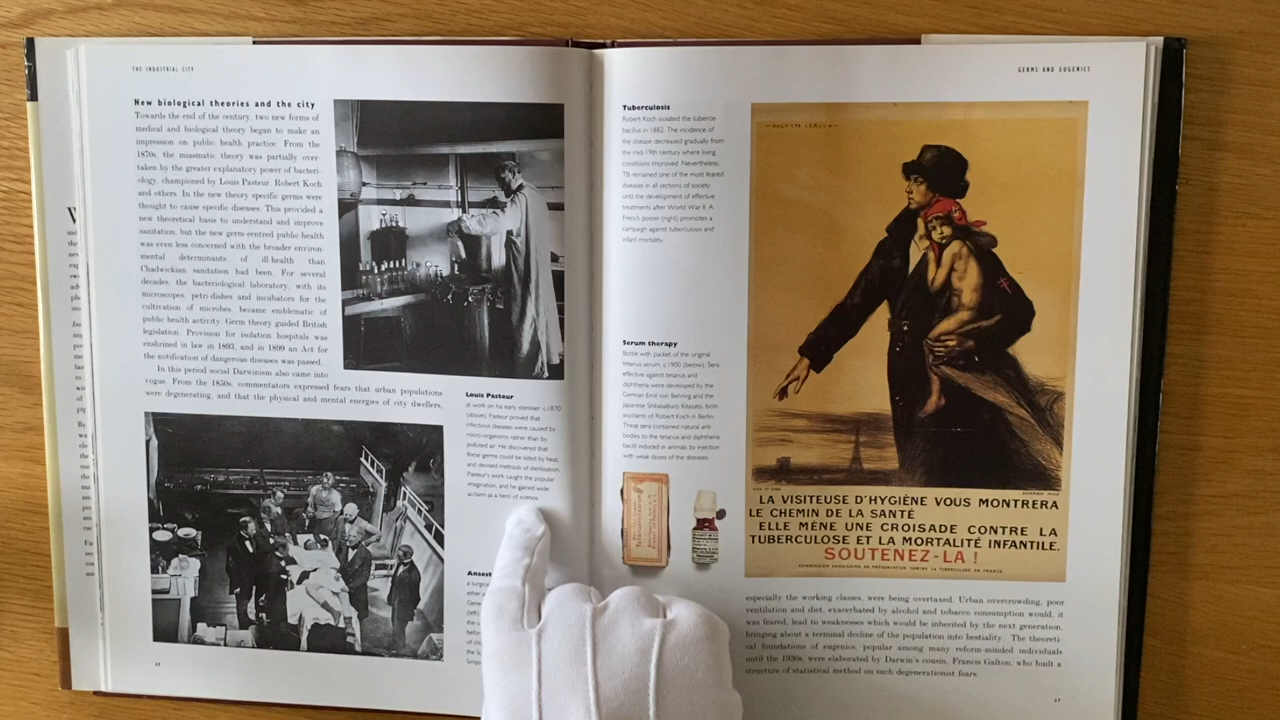 THE INDUSTRIAL CITY
New biological theories and the city
Towards the end of the century, two new forms of
medical and biological theory began to make an
impression on public health practice. From the
1870s, the miasmatic theory was partially over-
taken by the greater explanatory power of bacteri-
ology, championed by Louis Pasteur, Robert Koch
and others. In the new theory specific germs were
thought to cause specific diseases. This provided a
new theoretical basis to understand and improve
sanitation, but the new germ-centred public health
was even less concerned with the broader environ-
mental determinants of ill-health than
Chadwickian sanitation had been. For several
decades, the bacteriological laboratory, with its
microscopes, petri-dishes and incubators for the
cultivation of microbes, became emblematic of
public health activity. Germ theory guided British
legislation. Provision for isolation hospitals was
enshrined in law in 1893, and in 1899 an Act for
the notification of dangerous diseases was passed.
In this period social Darwinism also came into
vogue. From the 1850s, commentators expressed fears that urban populations
were degenerating, and that the physical and mental energies of city dwellers,
Louis Pasteur
at work on his early steriliser, c.1870
(above). Pasteur proved that
infectious diseases were caused by
micro-organisms rather than by
polluted air. He discovered that
these germs could be killed by heat,
and devised methods of sterilisation.
Pasteur's work caught the popular
imagination, and he gained wide
acclaim as a hero of science.
Anaest
a surgical
ether
Gene
(left)
the u
befor
of ch
the S
Simp
GERMS AND EUGENICS
Tuberculosis
Robert Koch isolated the tubercle
bacillus in 1882. The incidence of
the disease decreased gradually from
the mid-19th century where living
conditions improved. Nevertheless,
TB remained one of the most feared
diseases in all sections of society
until the development of effective
treatments after World War II. A
French poster (right) promotes a
campaign against tuberculosis and
infant mortality.
Serum therapy
Bottle with packet of the original
tetanus serum, c.1900 (below). Sera
effective against tetanus and
diphtheria were developed by the
German Emil von Behring and the
Japanese Shibasaburo Kitasato, both
assistants of Robert Koch in Berlin.
These sera contained natural anti-
bodies to the tetanus and diphtheria
bacilli induced in animals by injection
with weak doses of the diseases.
LA VISITEUSE D'HYGIÈNE VOUS MONTRERA
LE CHEMIN DE LA SANTÉ
ELLE MÈNE UNE CROISADE CONTRE LA
TUBERCULOSE ET LA MORTALITÉ INFANTILE.
SOUTENEZ-LA !
COMMISSION AMÉRICAINE DE PRÉSERVATION CONTRE LA TUBERCULOSE EN FRANCE
especially the working classes, were being overtaxed. Urban overcrowding, poor
ventilation and diet, exacerbated by alcohol and tobacco consumption would, it
was feared, lead to weaknesses which would be inherited by the next generation,
bringing about a terminal decline of the population into bestiality. The theoreti-
cal foundations of eugenics, popular among many reform-minded individuals
until the 1930s, were elaborated by Darwin's cousin, Francis Galton, who built a
structure of statistical method on such degenerationist fears.